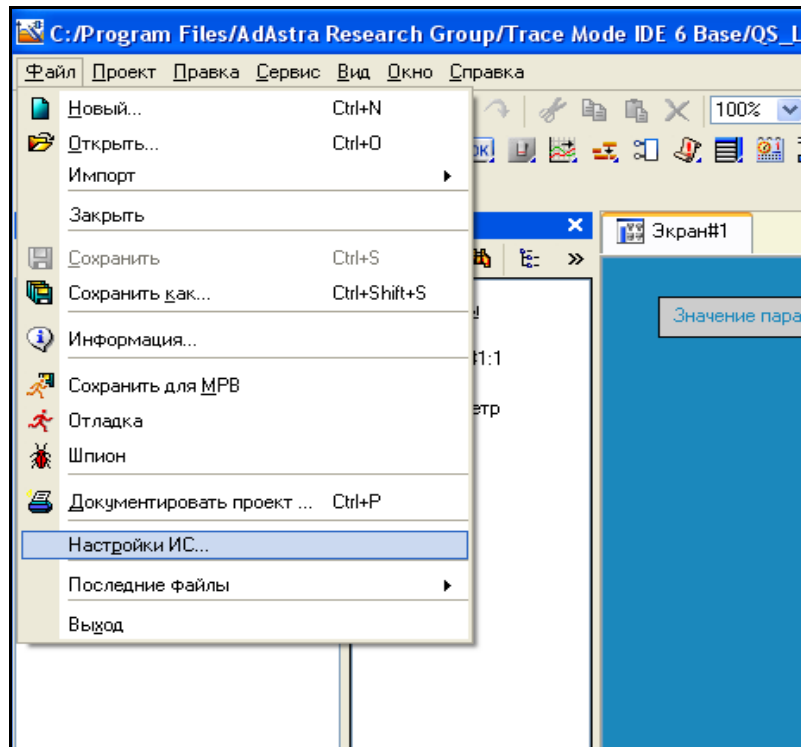 C:/Program Files/AdAstra Research Group/Trace Mode IDE 6 Base/QS_L
Файл Проект Правка Сервис Вид Окно Справка
Новый... Ctrl+N
100%
Открыть... Ctrl+O
Импорт
Закрыть
Экран#1
Сохранить Ctrl+S
Сохранить как... Ctrl+Shift+S
Значение пара
Информация...
#1:1
Сохранить для МРВ
етр
Отладка
Шпион
Документировать проект ... Ctrl+P
Настройки ИС...
Последние файлы
Выход